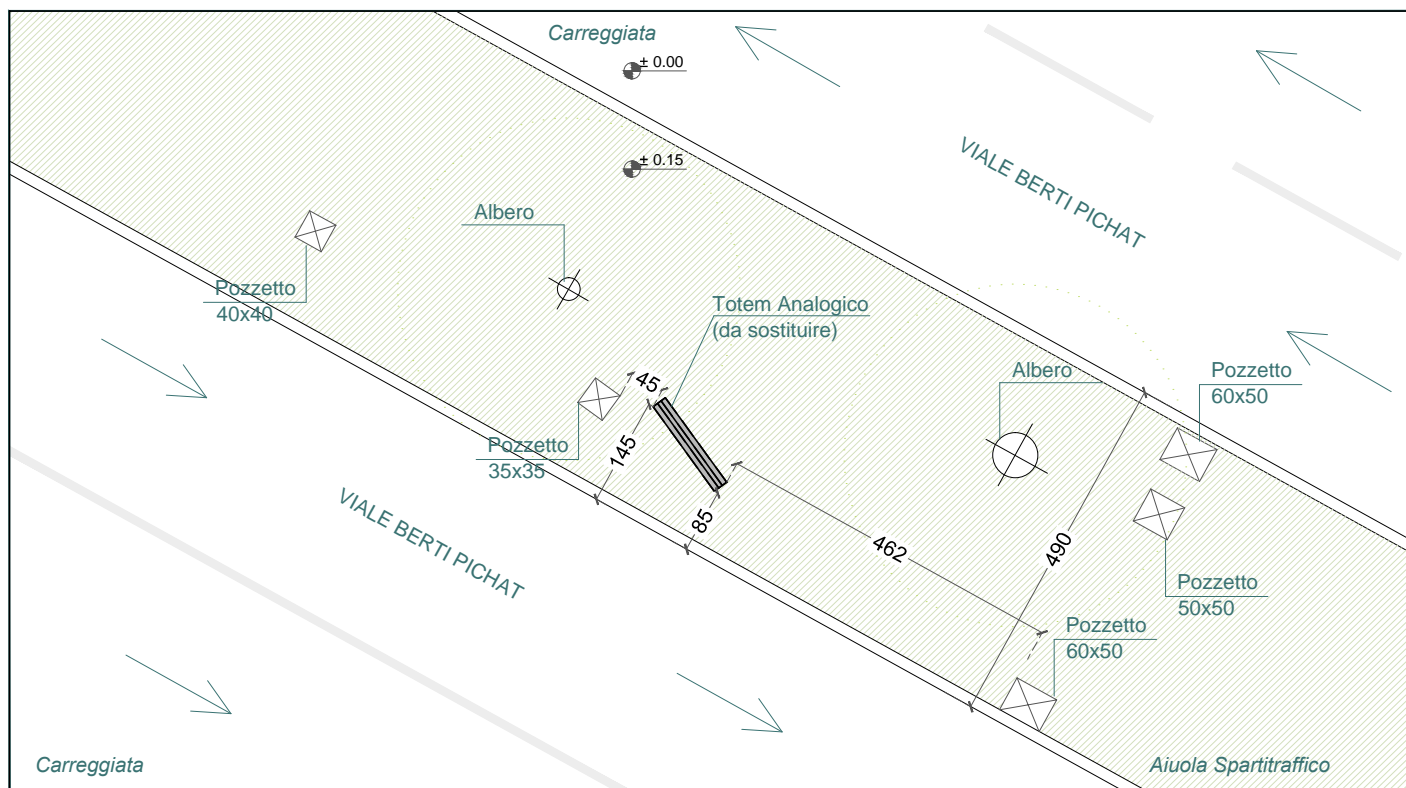 Carreggiata
± 0.00
± 0.15
VIALE BERTI PICHAT
Albero
Pozzetto
40x40
Totem Analogico
(da sostituire)
Albero
Pozzetto
60x50
45
145
Pozzetto
35x35
85
462
490
VIALE BERTI PICHAT
Pozzetto
50x50
Pozzetto
60x50
Carreggiata
Aiuola Spartitraffico